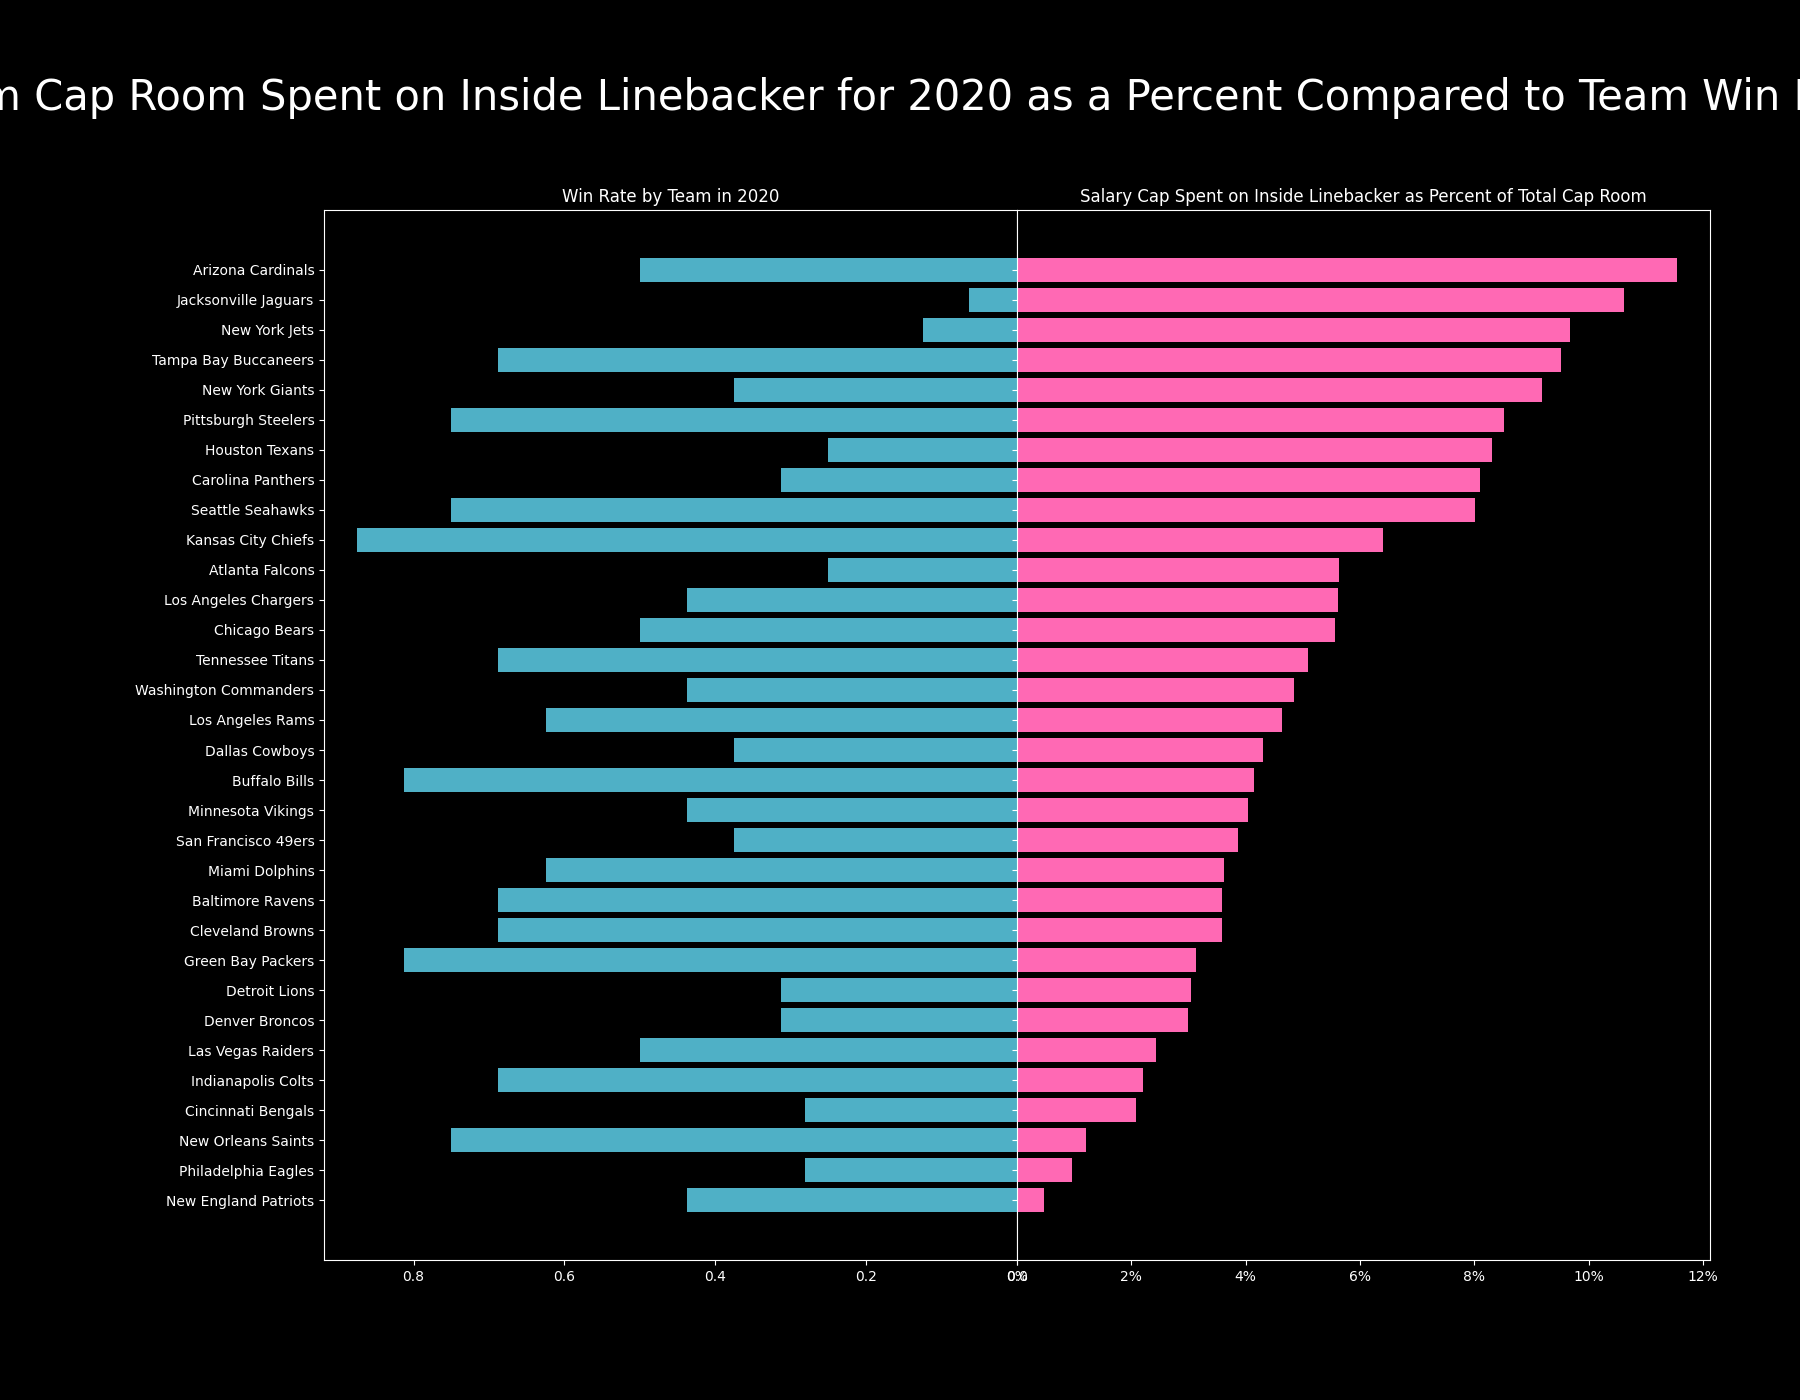 Cap Room Spent on Inside Linebacker for 2020 as a Percent Compared to Team Win
Win Rate by Team in 2020
Salary Cap Spent on Inside Linebacker as Percent of Total Cap Room
Arizona Cardinals
Jacksonville Jaguars
New York Jets
Tampa Bay Buccaneers
New York Giants
Pittsburgh Steelers
Houston Texans
Carolina Panthers
Seattle Seahawks
Kansas City Chiefs
Atlanta Falcons
Los Angeles Chargers
Chicago Bears
Tennessee Titans
Washington Commanders
Los Angeles Rams
Dallas Cowboys
Buffalo Bills
Minnesota Vikings
San Francisco 49ers
Miami Dolphins
Baltimore Ravens
Cleveland Browns
Green Bay Packers
Detroit Lions
Denver Broncos
Las Vegas Raiders
Indianapolis Colts
Cincinnati Bengals
New Orleans Saints
Philadelphia Eagles
New England Patriots
0.8 0.6 0.4 0.2 2% 4% 6% 8% 10% 12%